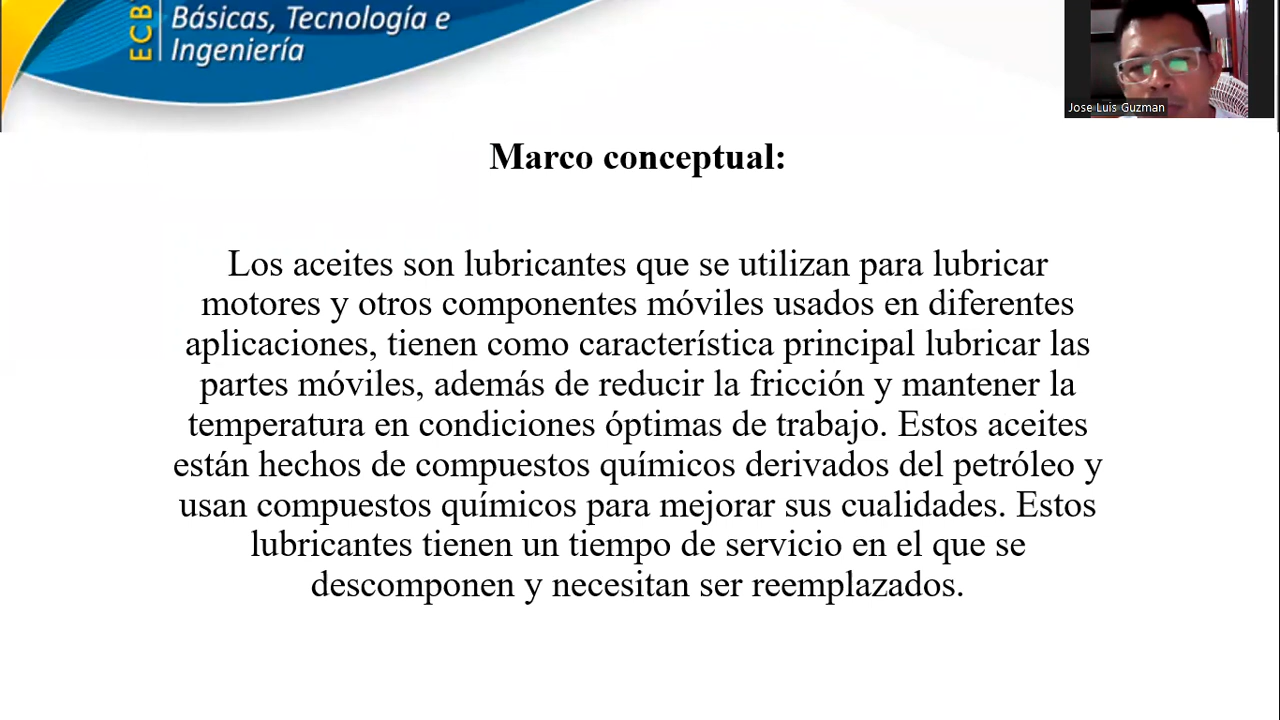 Básicas, Tecnología e
Ingeniería
ECB
Jose Luis Guzman
Marco conceptual:
Los aceites son lubricantes que se utilizan para lubricar
motores y otros componentes móviles usados en diferentes
aplicaciones, tienen como característica principal lubricar las
partes móviles, además de reducir la fricción y mantener la
temperatura en condiciones óptimas de trabajo. Estos aceites
están hechos de compuestos químicos derivados del petróleo y
usan compuestos químicos para mejorar sus cualidades. Estos
lubricantes tienen un tiempo de servicio en el que se
descomponen y necesitan ser reemplazados.